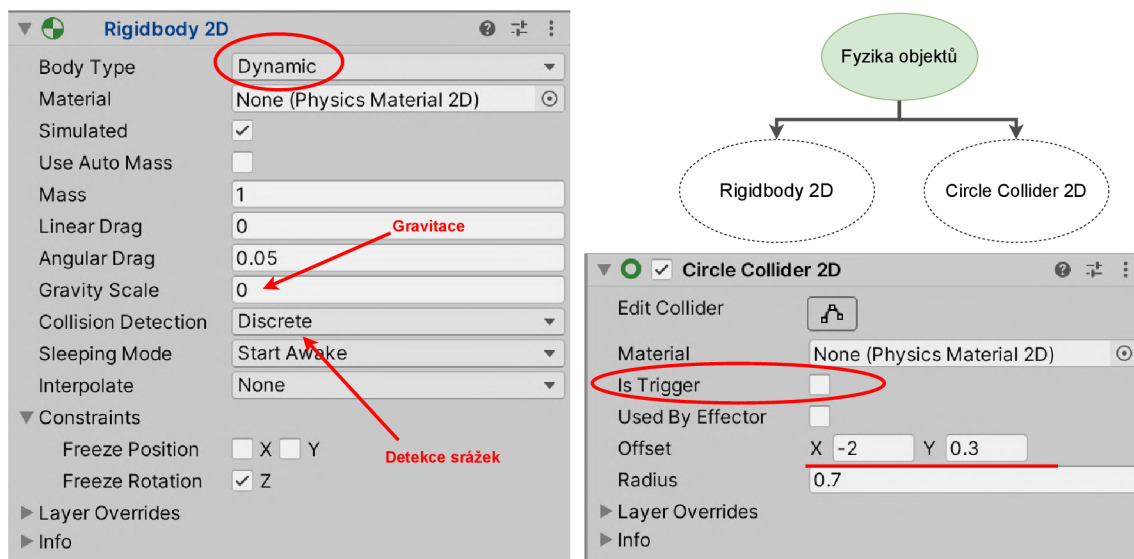 Rigidbody 2D
Body Type Dynamic
Material None (Physics Material 2D)
Simulated
Use Auto Mass
Mass 1
Linear Drag 0
Gravitace
Angular Drag 0.05
Gravity Scale 0
Collision Detection Discrete
Sleeping Mode Start Awake
Interpolate None
Constraints
Freeze Position X Y
Detekce srážek
Freeze Rotation Z
Layer Overrides
Info
Fyzika objektů
Rigidbody 2D
Circle Collider 2D
Circle Collider 2D
Edit Collider
Material None (Physics Material 2D)
Is Trigger
Used By Effector
Offset X -2 Y 0.3
Radius 0.7
Layer Overrides
Info